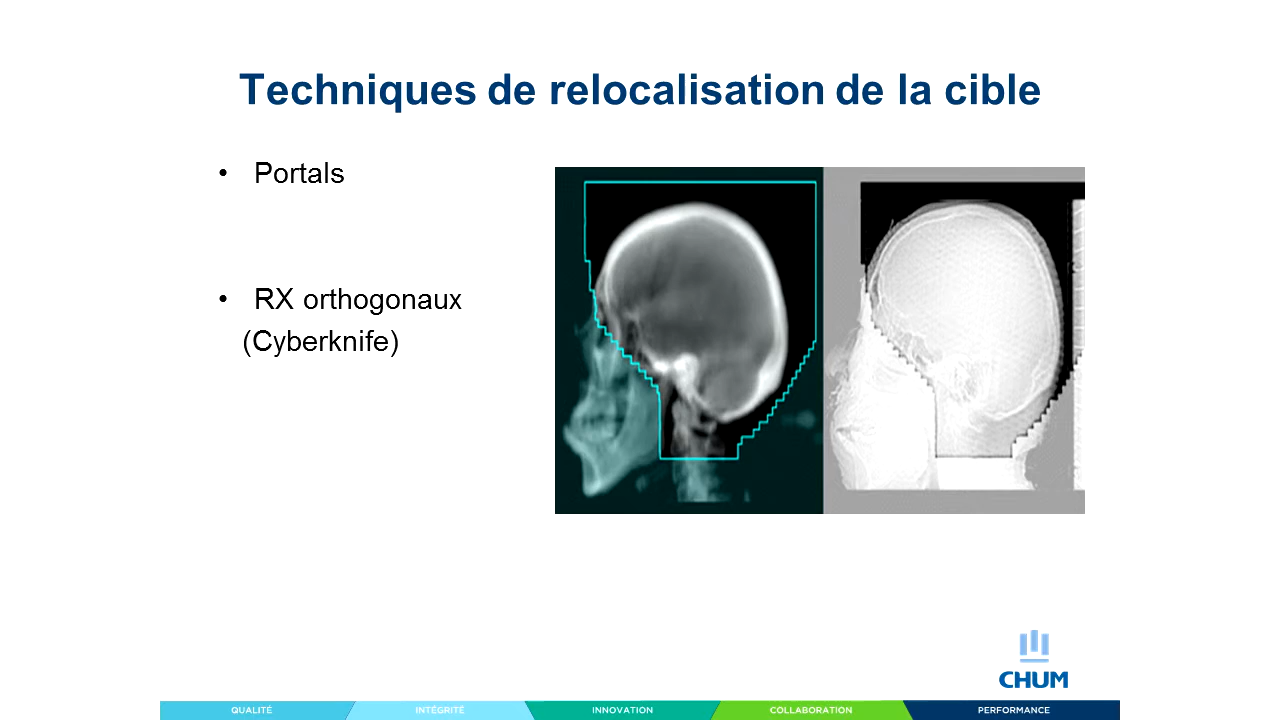 Techniques de relocalisation de la cible
• Portals
• RX orthogonaux
(Cyberknife)
CHUM
QUALITÉ INTÉGRITÉ INNOVATION COLLABORATION PERFORMANCE